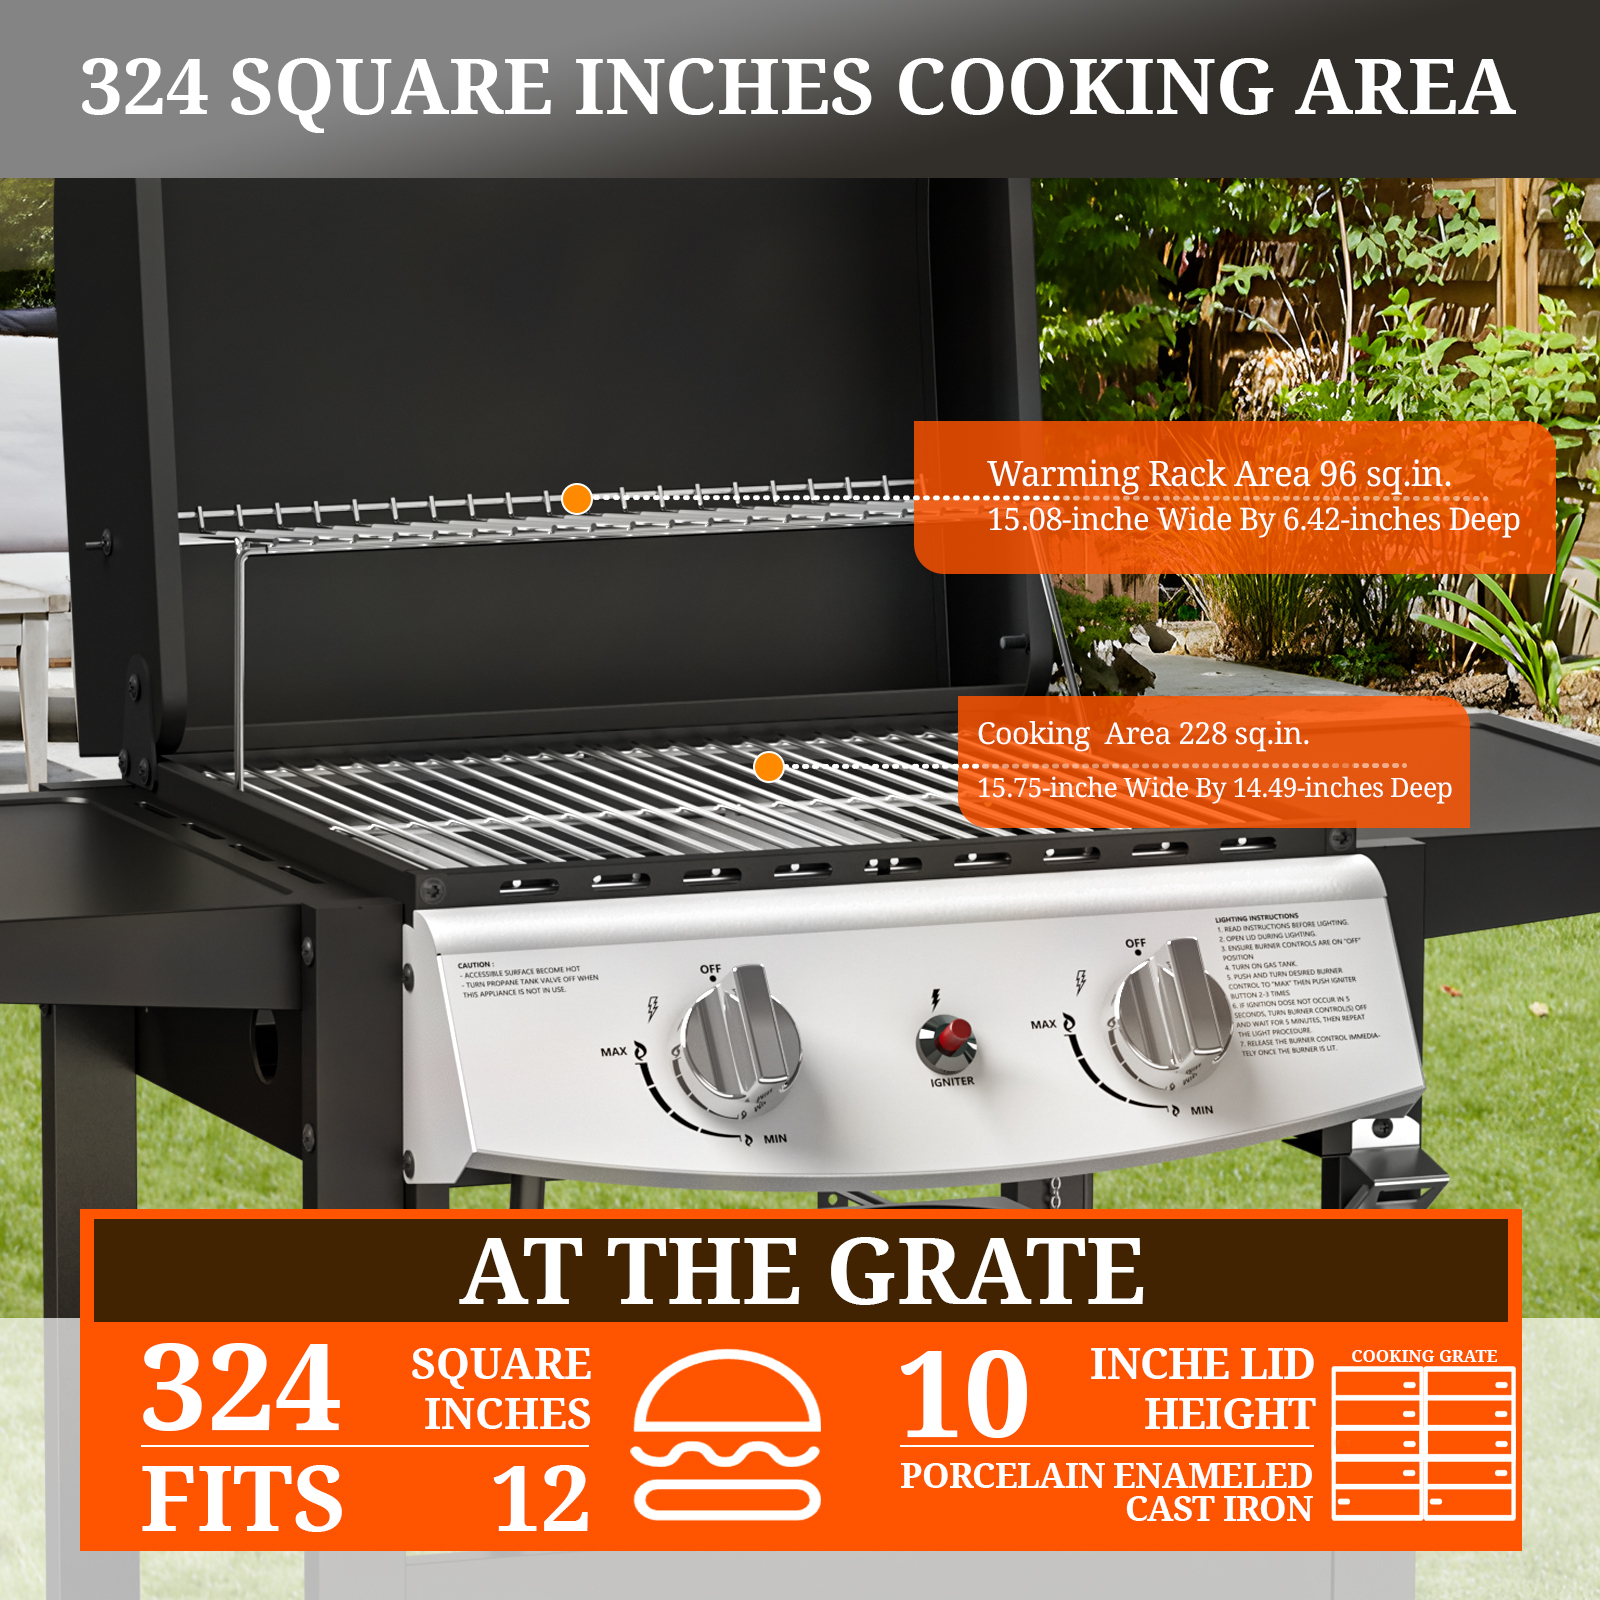 324 SQUARE INCHES COOKING AREA
Warming Rack Area 96 sq.in.
15.08-inche Wide By 6.42-inches Deep
Cooking Area 228 sq.in.
15.75-inche Wide By 14.49-inches Deep
CAUTION :
- ACCESSIBLE SURFACE BECOME HOT
- TURN PROPANE TANK VALVE OFF WHEN
THIS APPLIANCE IS NOT IN USE.
OFF
MAX
MIN
IGNITER
OFF
MAX
MIN
LIGHTING INSTRUCTIONS
1. READ INSTRUCTIONS BEFORE LIGHTING.
2. OPEN LID DURING LIGHTING.
3. ENSURE BURNER CONTROLS ARE ON "OFF"
POSITION
4. TURN ON GAS TANK.
5. PUSH AND TURN DESIRED BURNER
CONTROL TO "MAX" THEN PUSH IGNITER
BUTTON 2-3 TIMES
6. IF IGNITION DOSE NOT OCCUR IN 5
SECONDS, TURN BURNER CONTROL(S) OFF
AND WAIT FOR 5 MINUTES, THEN REPEAT
THE LIGHT PROCEDURE.
7. RELEASE THE BURNER CONTROL IMMEDIA-
TELY ONCE THE BURNER IS LIT.
AT THE GRATE
324 SQUARE
INCHES
FITS 12
10 INCHE LID
HEIGHT
PORCELAIN ENAMELED
CAST IRON
COOKING GRATE